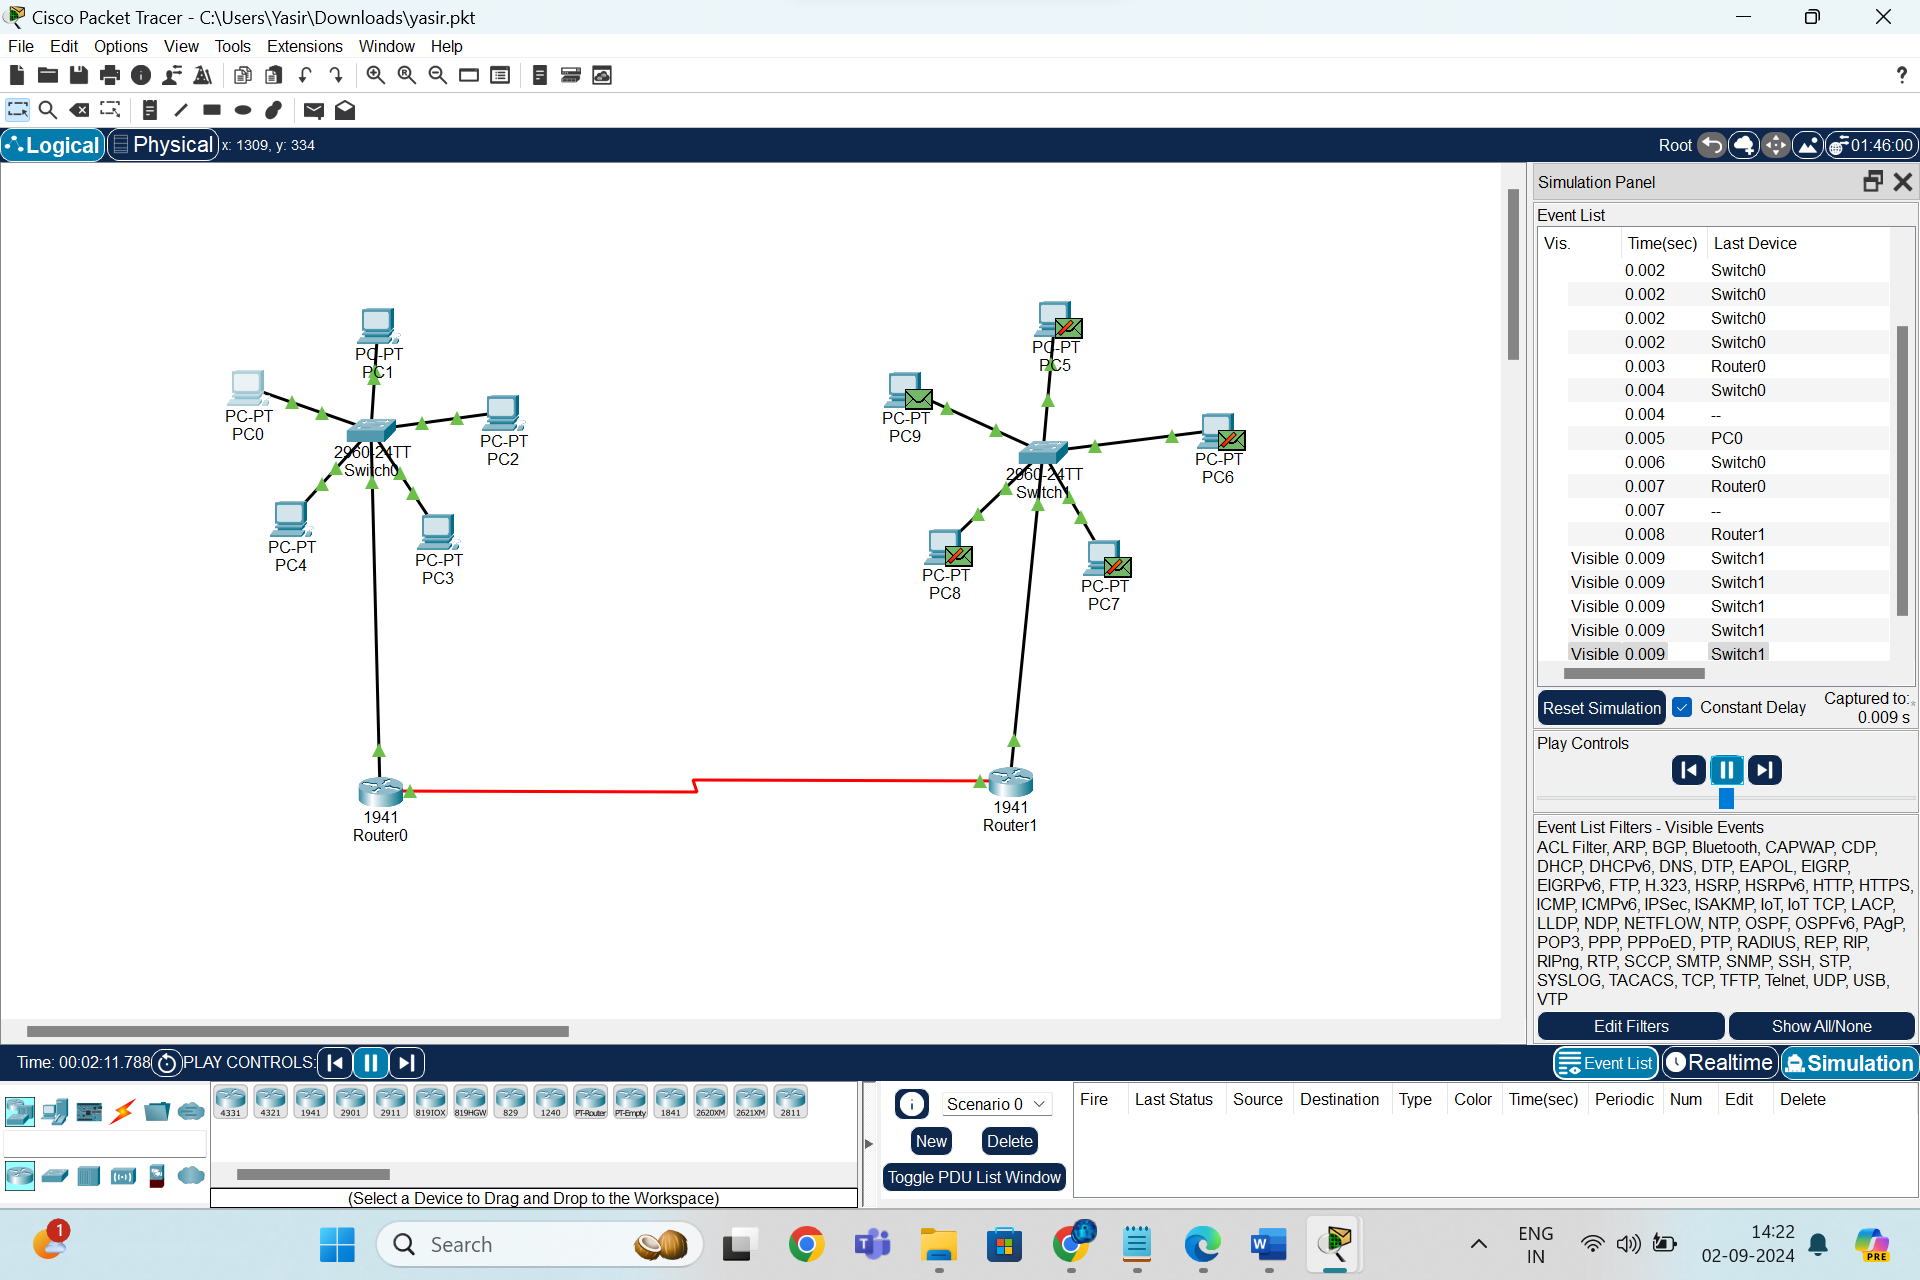 Cisco Packet Tracer - C:\Users\Yasir\Downloads\yasir.pkt
File Edit Options View Tools Extensions Window Help
?
Logical Physical x: 1309, y: 334 Root 01:46:00
Simulation Panel
Event List
Vis. Time(sec) Last Device
0.002 Switch0
0.002 Switch0
0.002 Switch0
0.002 Switch0
0.003 Router0
0.004 Switch0
0.004 --
0.005 PC0
0.006 Switch0
0.007 Router0
0.007 --
0.008 Router1
Visible 0.009 Switch1
Visible 0.009 Switch1
Visible 0.009 Switch1
Visible 0.009 Switch1
Visible 0.009 Switch1
Reset Simulation Constant Delay Captured to:*
0.009 s
Play Controls
Event List Filters - Visible Events
ACL Filter, ARP, BGP, Bluetooth, CAPWAP, CDP,
DHCP, DHCPv6, DNS, DTP, EAPOL, EIGRP,
EIGRPv6, FTP, H.323, HSRP, HSRPv6, HTTP, HTTPS,
ICMP, ICMPv6, IPSec, ISAKMP, IoT, IoT TCP, LACP,
LLDP, NDP, NETFLOW, NTP, OSPF, OSPFv6, PAgP,
POP3, PPP, PPPoED, PTP, RADIUS, REP, RIP,
RIPng, RTP, SCCP, SMTP, SNMP, SSH, STP,
SYSLOG, TACACS, TCP, TFTP, Telnet, UDP, USB,
VTP
Edit Filters Show All/None
PC-PT
PC1
PC-PT
PC0
PC-PT
PC2
2960-24TT
Switch0
PC-PT
PC4
PC-PT
PC3
PC-PT
PC5
PC-PT
PC9
PC-PT
PC6
2960-24TT
Switch1
PC-PT
PC8
PC-PT
PC7
1941
Router0
1941
Router1
Time: 00:02:11.788 PLAY CONTROLS: Event List Realtime Simulation
4331 4321 1941 2901 2911 819IOX 819HGW 829 1240 PT-Router PT-Empty 1841 2620XM 2621XM 2811
(Select a Device to Drag and Drop to the Workspace)
Scenario 0
New Delete
Toggle PDU List Window
Fire Last Status Source Destination Type Color Time(sec) Periodic Num Edit Delete
1
Search
ENG
IN
14:22
02-09-2024
PRE